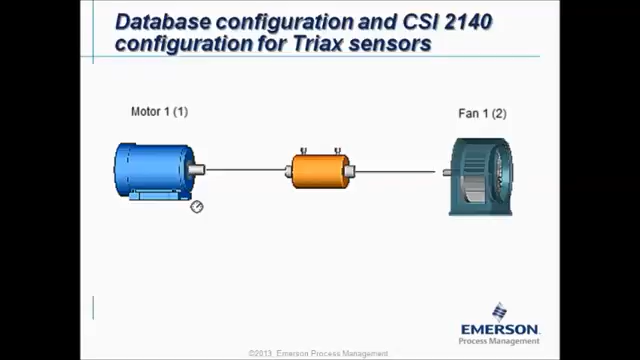 Database configuration and CSI 2140
configuration for Triax sensors
Motor 1 (1)
Fan 1 (2)
EMERSON
Process Management
©2013, Emerson Process Management